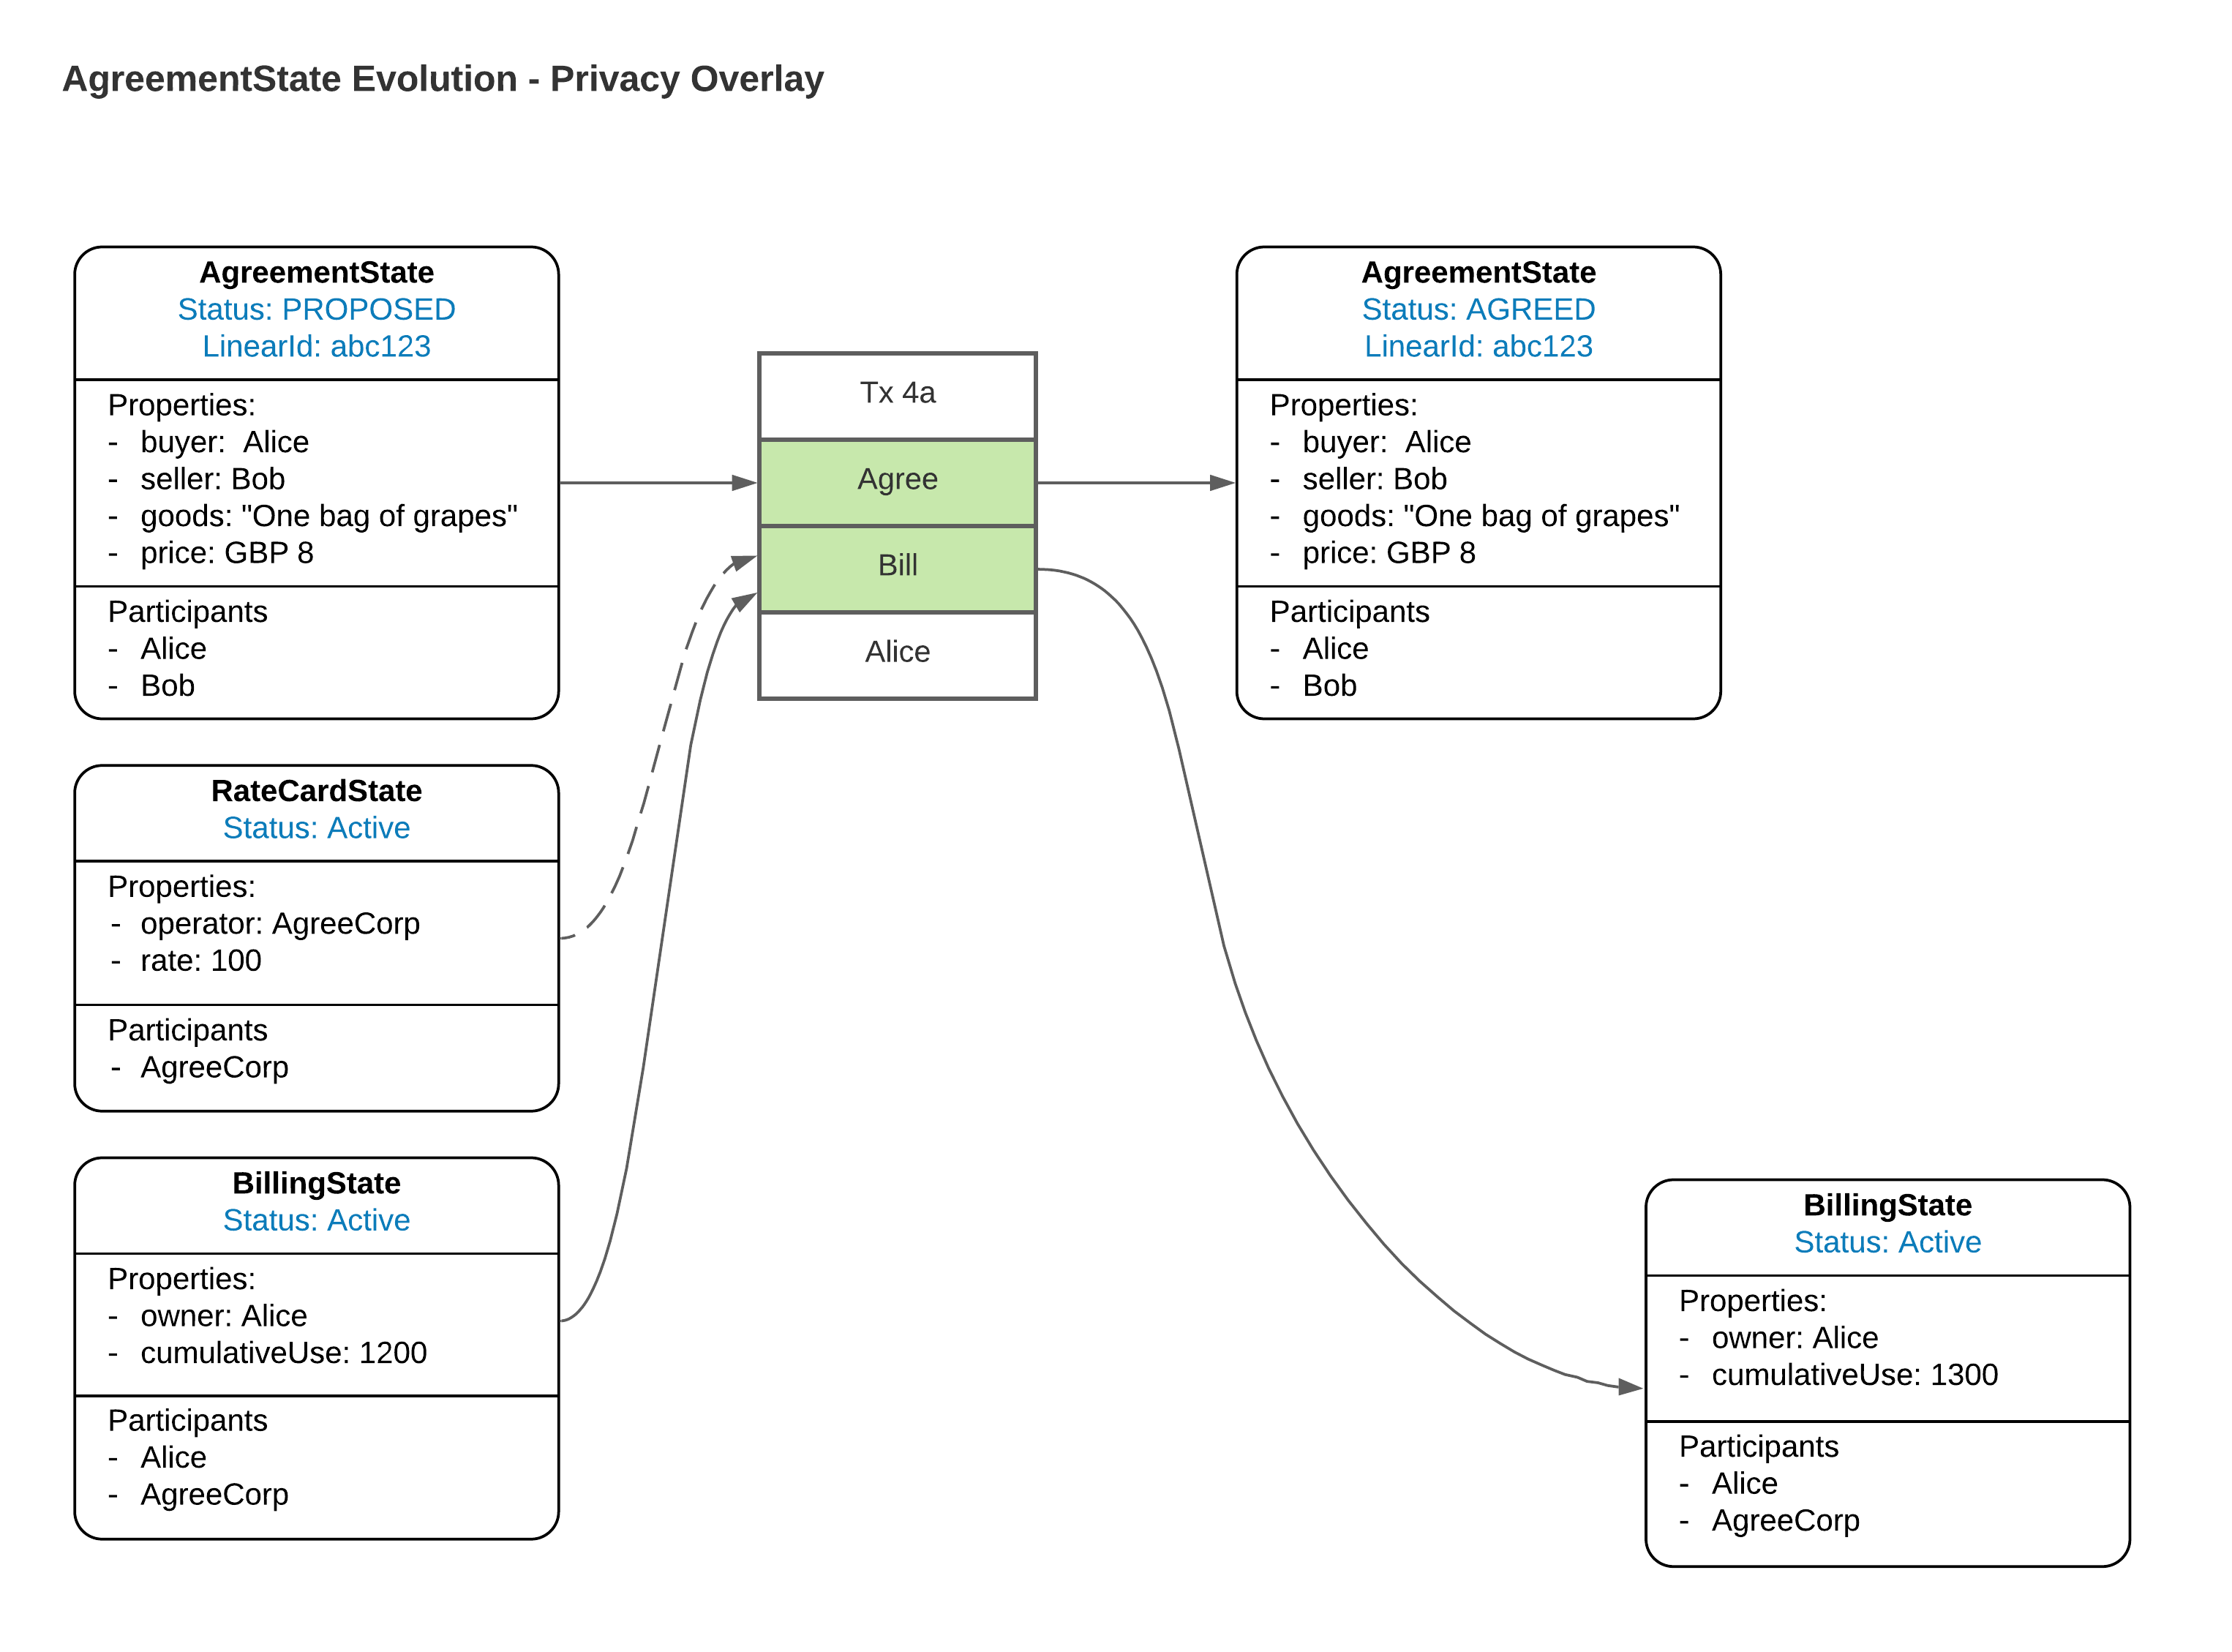 AgreementState Evolution - Privacy Overlay
AgreementState
Status: PROPOSED
LinearId: abc123
Properties:
- buyer: Alice
- seller: Bob
- goods: "One bag of grapes"
- price: GBP 8
Participants
- Alice
- Bob
Tx 4a
Agree
Bill
Alice
AgreementState
Status: AGREED
LinearId: abc123
Properties:
- buyer: Alice
- seller: Bob
- goods: "One bag of grapes"
- price: GBP 8
Participants
- Alice
- Bob
RateCardState
Status: Active
Properties:
- operator: AgreeCorp
- rate: 100
Participants
- AgreeCorp
BillingState
Status: Active
Properties:
- owner: Alice
- cumulativeUse: 1200
Participants
- Alice
- AgreeCorp
BillingState
Status: Active
Properties:
- owner: Alice
- cumulativeUse: 1300
Participants
- Alice
- AgreeCorp